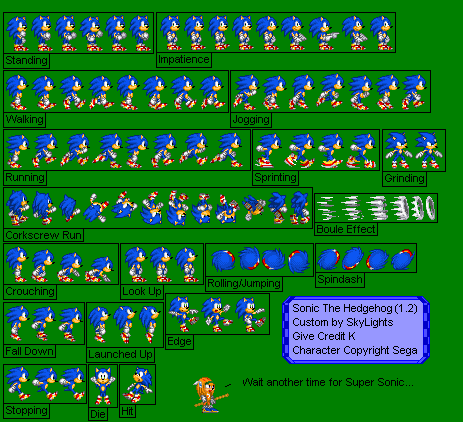 Standing
Impatience
Walking
Jogging
Running
Sprinting
Grinding
Corkscrew Run
Boule Effect
Crouching
Look Up
Rolling/Jumping
Spindash
Fall Down
Launched Up
Edge
Sonic The Hedgehog (1.2)
Custom by SkyLights
Give Credit K
Character Copyright Sega
Stopping
Die
Hit
Wait another time for Super Sonic...